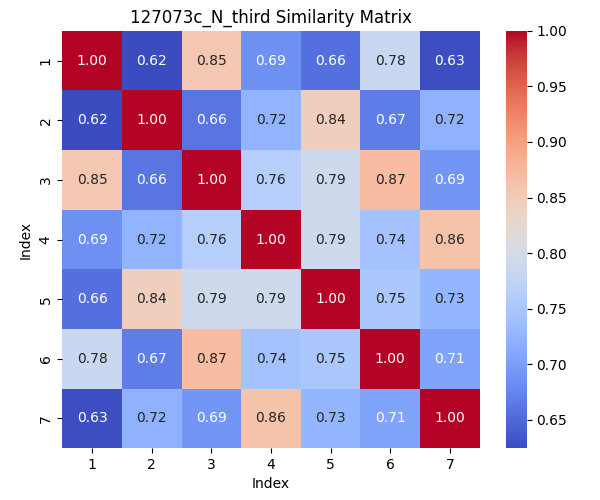 127073c_N_third Similarity Matrix
1 1.00 0.62 0.85 0.69 0.66 0.78 0.63
2 0.62 1.00 0.66 0.72 0.84 0.67 0.72
3 0.85 0.66 1.00 0.76 0.79 0.87 0.69
4 0.69 0.72 0.76 1.00 0.79 0.74 0.86
5 0.66 0.84 0.79 0.79 1.00 0.75 0.73
6 0.78 0.67 0.87 0.74 0.75 1.00 0.71
7 0.63 0.72 0.69 0.86 0.73 0.71 1.00
1 2 3 4 5 6 7
Index
Index
1.00
0.95
0.90
0.85
0.80
0.75
0.70
0.65